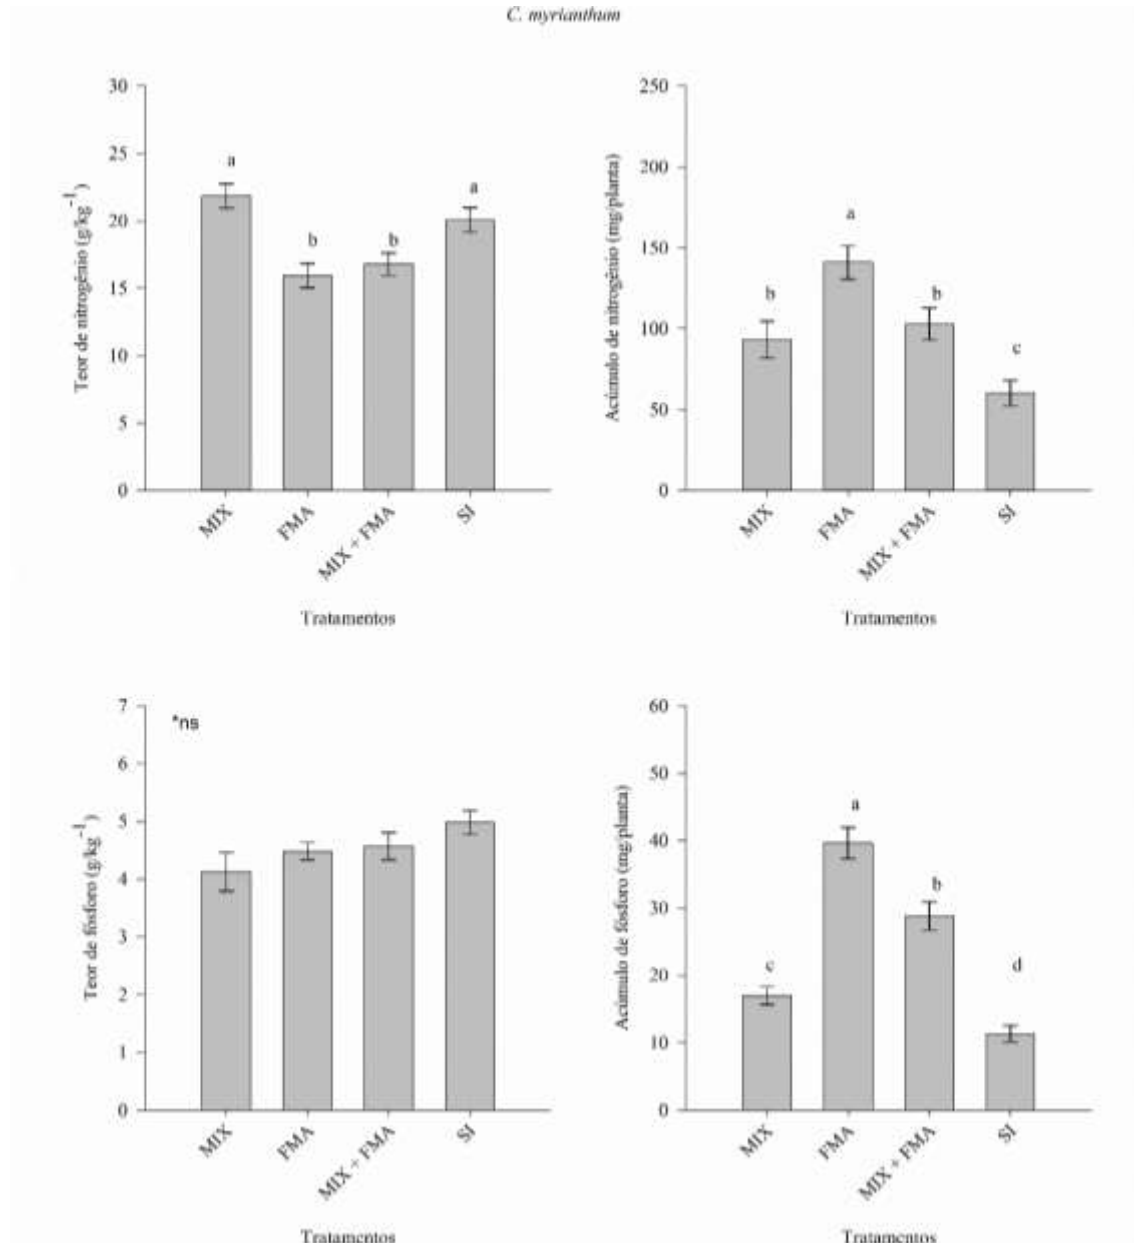 C. myrianthum
30
25
20
15
10
5
0
Teor de nitrogênio (g/kg⁻¹)
a
b
b
a
MIX
FMA
MIX + FMA
SI
Tratamentos
250
200
150
100
50
0
Acúmulo de nitrogênio (mg/planta)
b
a
b
c
MIX
FMA
MIX + FMA
SI
Tratamentos
7
6
5
4
3
2
1
0
Teor de fósforo (g/kg⁻¹)
*ns
MIX
FMA
MIX + FMA
SI
Tratamentos
60
50
40
30
20
10
0
Acúmulo de fósforo (mg/planta)
c
a
b
d
MIX
FMA
MIX + FMA
SI
Tratamentos